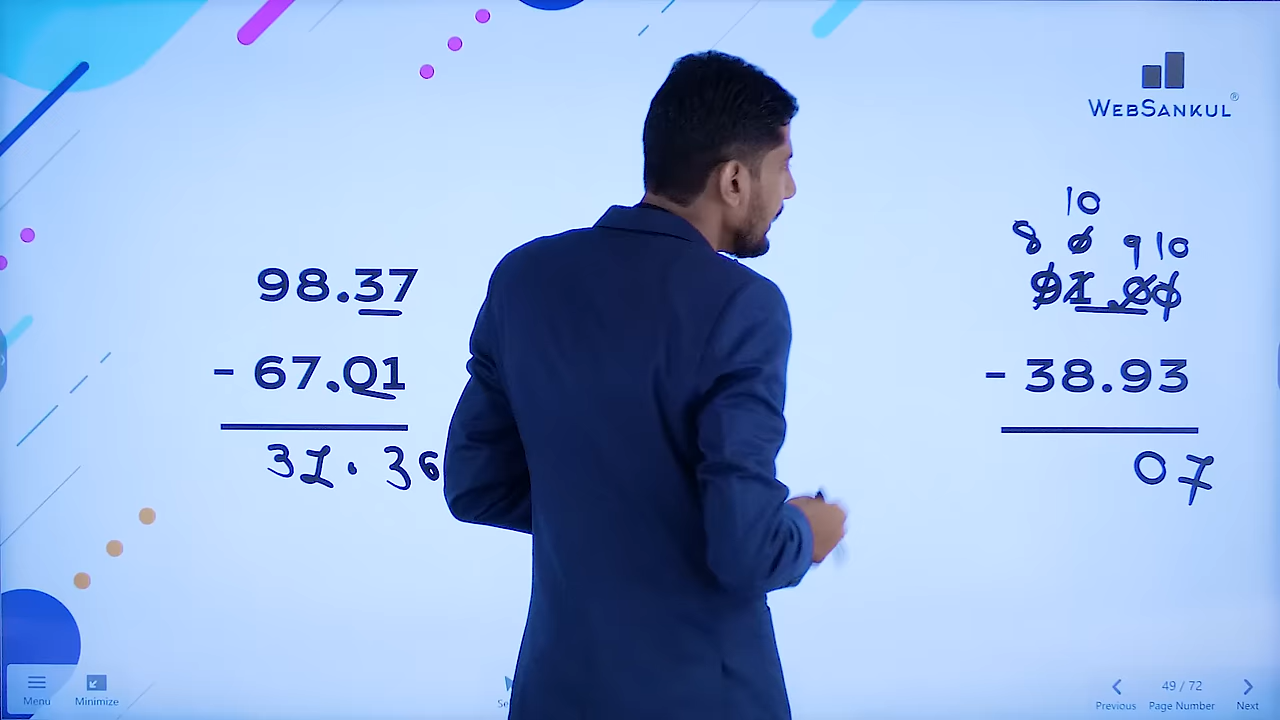 WEBSANKUL®
98.37
- 67.01
31.36
10
8 0 9 10
91.00
- 38.93
07
Menu
Minimize
Se
49 / 72
Previous
Page Number
Next